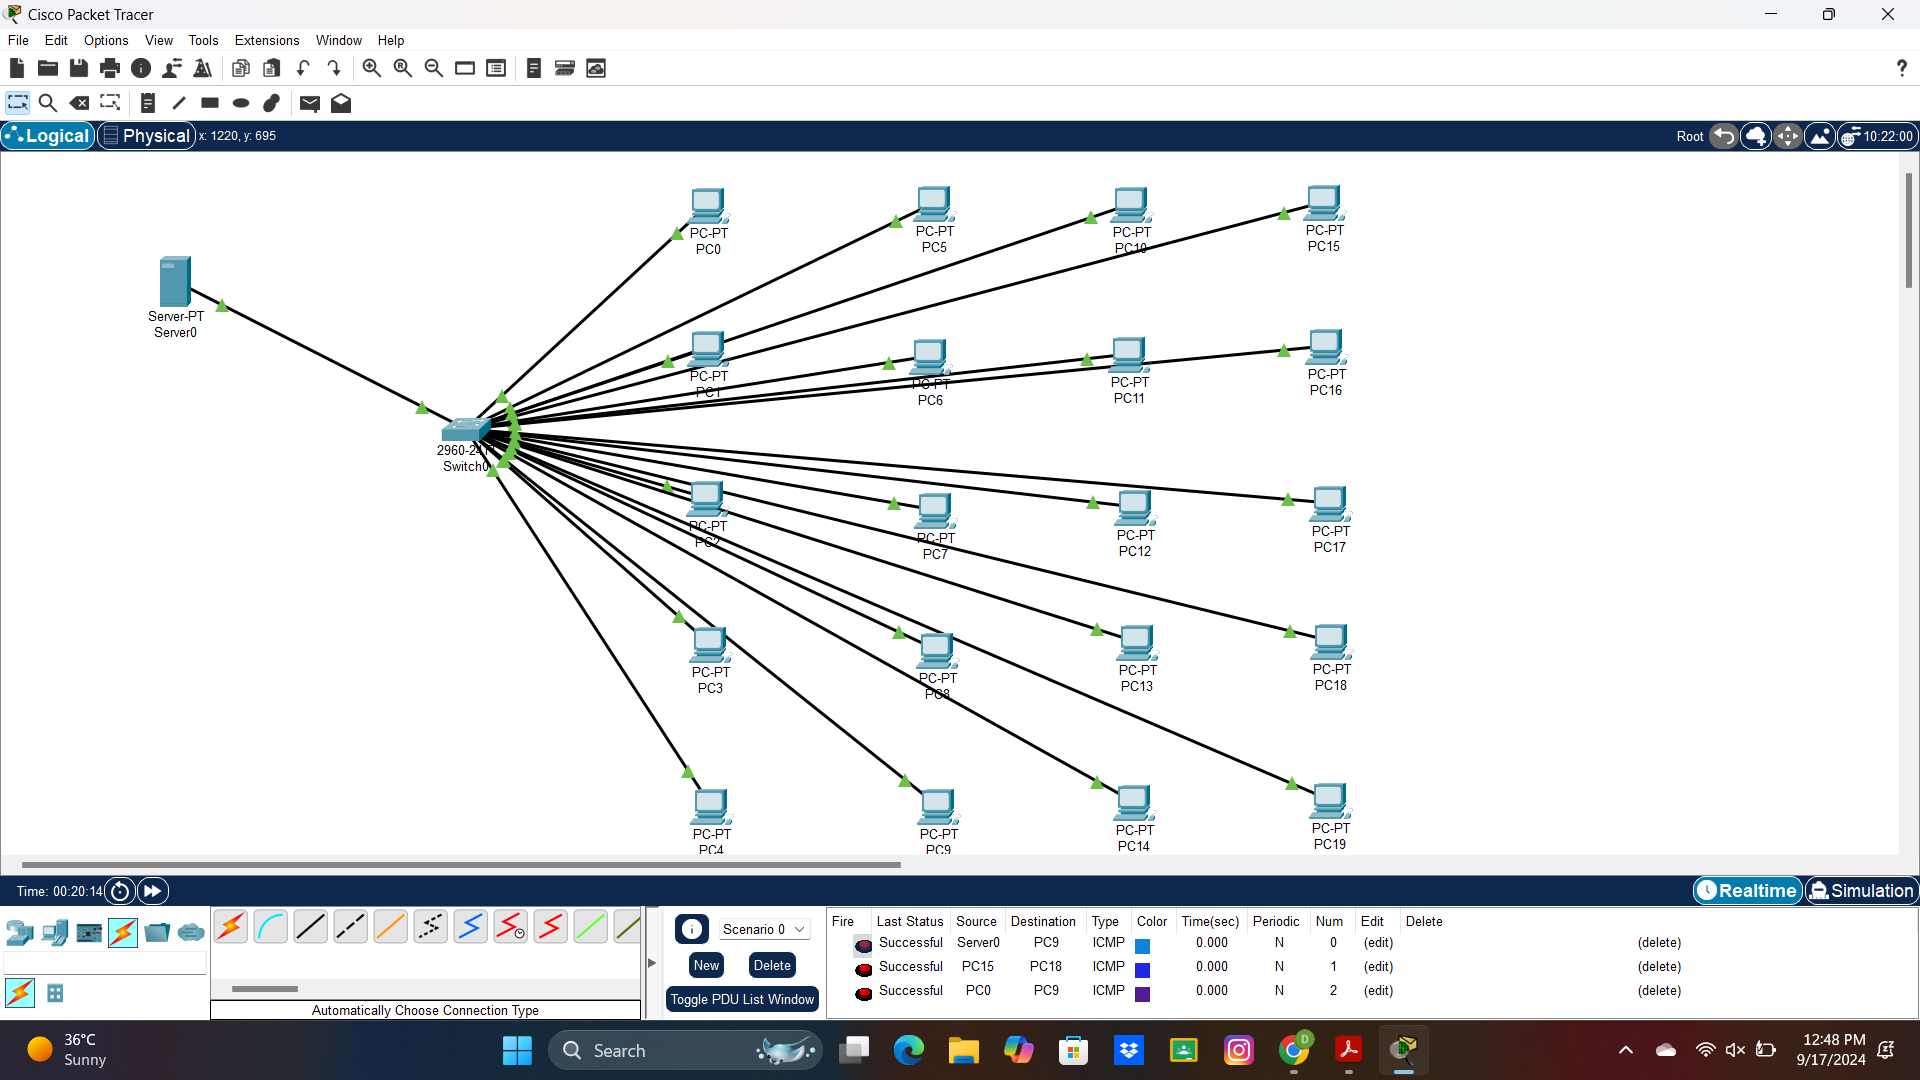 Cisco Packet Tracer
File Edit Options View Tools Extensions Window Help
?
Logical Physical x: 1220, y: 695 Root 10:22:00
PC-PT
PC0
PC-PT
PC5
PC-PT
PC10
PC-PT
PC15
Server-PT
Server0
PC-PT
PC1
PC-PT
PC6
PC-PT
PC11
PC-PT
PC16
Switch0
PC-PT
PC2
PC-PT
PC7
PC-PT
PC12
PC-PT
PC17
PC-PT
PC3
PC-PT
PC8
PC-PT
PC13
PC-PT
PC18
PC-PT
PC4
PC-PT
PC9
PC-PT
PC14
PC-PT
PC19
Time: 00:20:14 Realtime Simulation
Scenario 0
New Delete
Toggle PDU List Window
Automatically Choose Connection Type
Fire Last Status Source Destination Type Color Time(sec) Periodic Num Edit Delete
Successful Server0 PC9 ICMP 0.000 N 0 (edit) (delete)
Successful PC15 PC18 ICMP 0.000 N 1 (edit) (delete)
Successful PC0 PC9 ICMP 0.000 N 2 (edit) (delete)
36°C
Sunny
Search
D
12:48 PM
9/17/2024